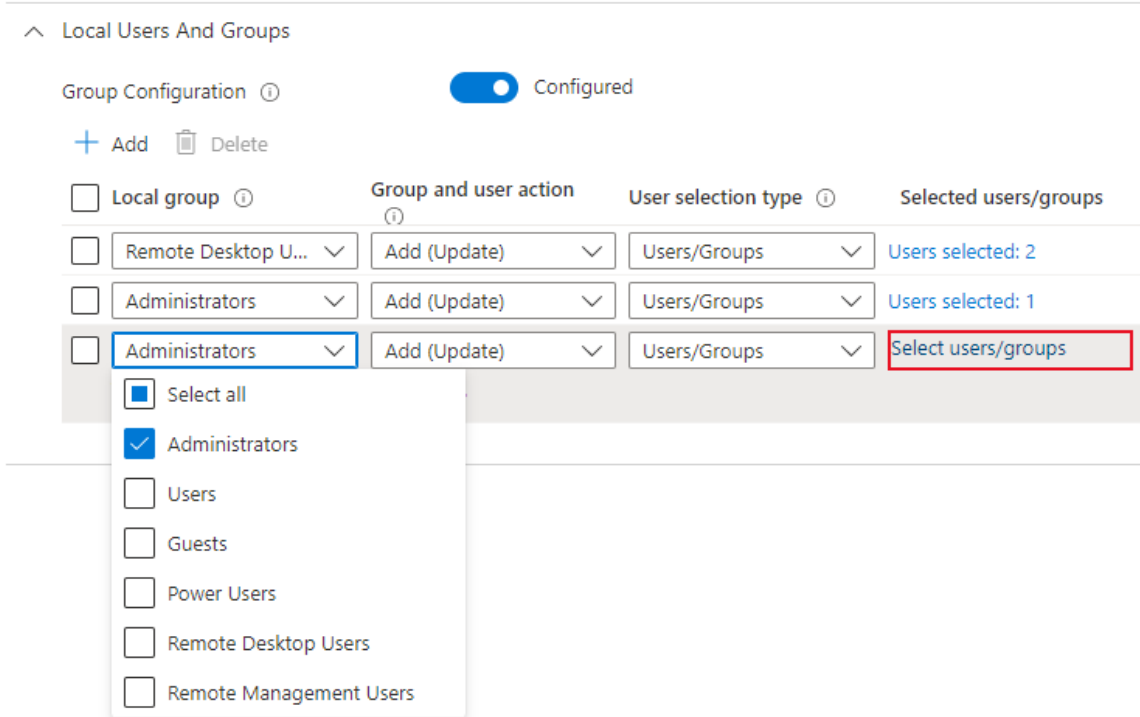 Local Users And Groups
Group Configuration Configured
Add Delete
Local group Group and user action User selection type Selected users/groups
Remote Desktop U... Add (Update) Users/Groups Users selected: 2
Administrators Add (Update) Users/Groups Users selected: 1
Administrators Add (Update) Users/Groups Select users/groups
Select all
Administrators
Users
Guests
Power Users
Remote Desktop Users
Remote Management Users